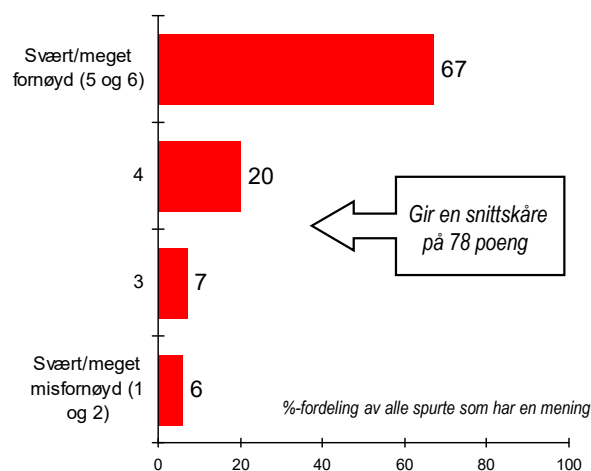 Svært/meget
fornøyd (5 og 6)
67
4
20
Gir en snittskåre
på 78 poeng
3
7
Svært/meget
misfornøyd (1
og 2)
6
%-fordeling av alle spurte som har en mening
0 20 40 60 80 100